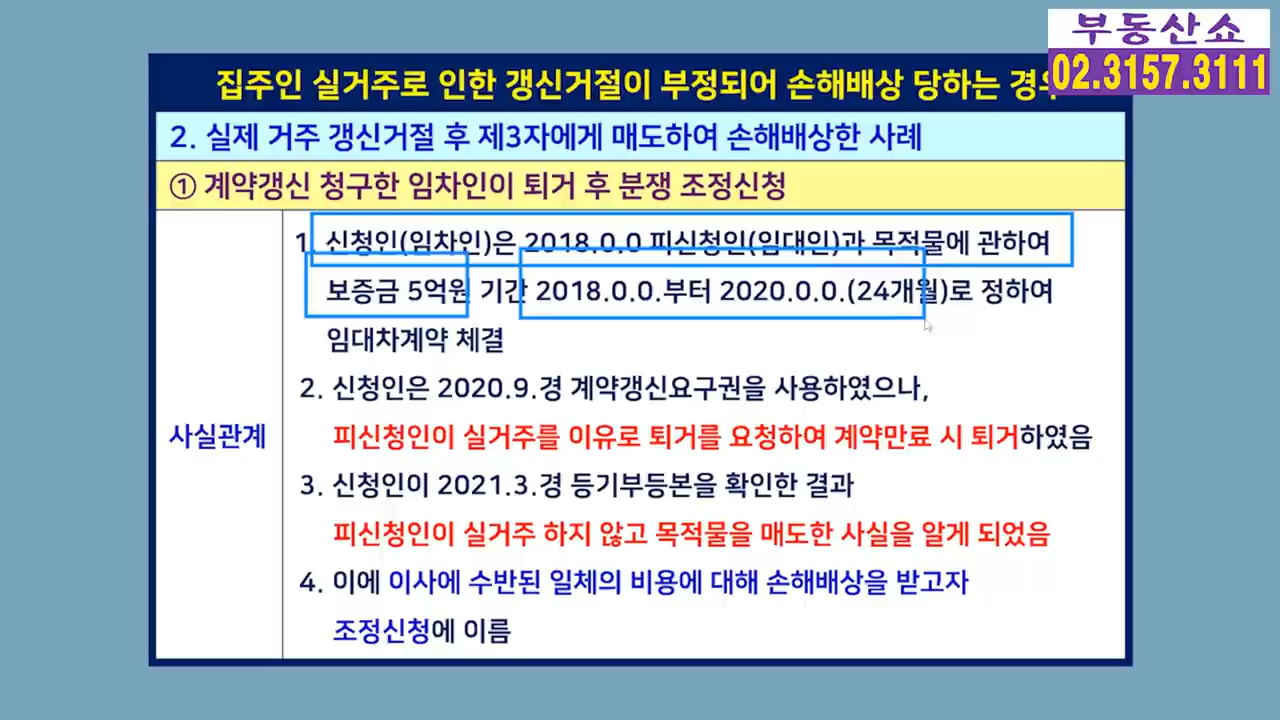 부동산쇼
02.3157.3111
집주인 실거주로 인한 갱신거절이 부정되어 손해배상 당하는
2. 실제 거주 갱신거절 후 제3자에게 매도하여 손해배상한 사례
① 계약갱신 청구한 임차인이 퇴거 후 분쟁 조정신청
사실관계
1. 신청인(임차인)은 2018.0.0 피신청인(임대인)과 목적물에 관하여
보증금 5억원 기간 2018.0.0.부터 2020.0.0.(24개월)로 정하여
임대차계약 체결
2. 신청인은 2020.9.경 계약갱신요구권을 사용하였으나,
피신청인이 실거주를 이유로 퇴거를 요청하여 계약만료 시 퇴거하였음
3. 신청인이 2021.3.경 등기부등본을 확인한 결과
피신청인이 실거주 하지 않고 목적물을 매도한 사실을 알게 되었음
4. 이에 이사에 수반된 일체의 비용에 대해 손해배상을 받고자
조정신청에 이름